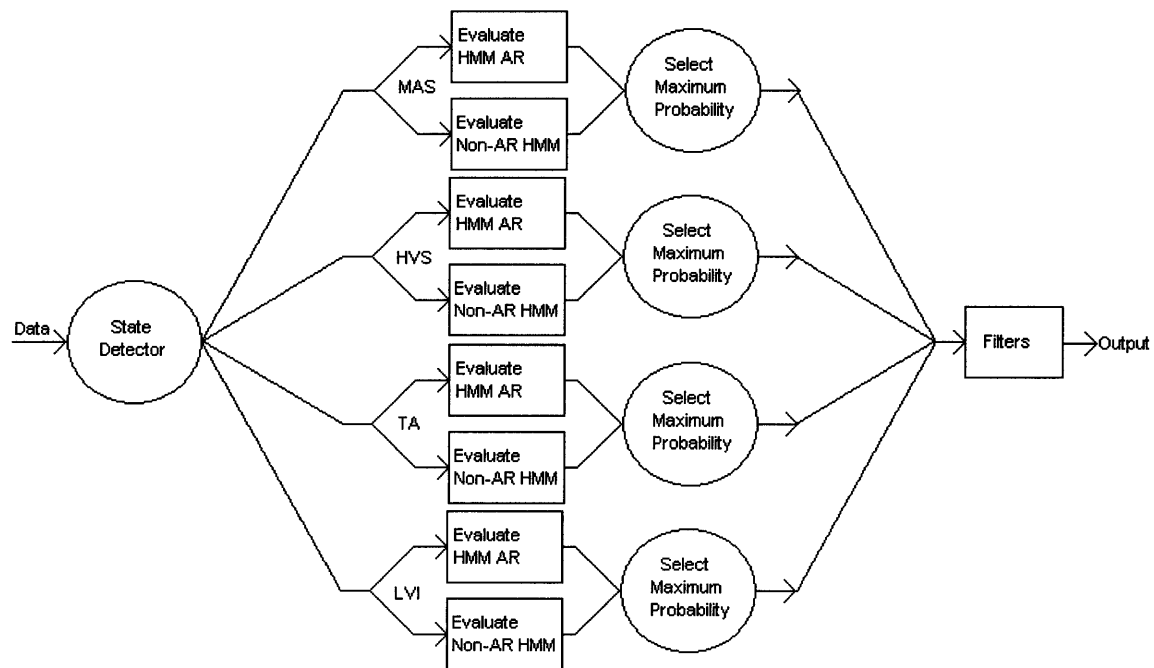 Data
State
Detector
MAS
Evaluate
HMM AR
Evaluate
Non-AR HMM
Select
Maximum
Probability
HVS
Evaluate
HMM AR
Evaluate
Non-AR HMM
Select
Maximum
Probability
TA
Evaluate
HMM AR
Evaluate
Non-AR HMM
Select
Maximum
Probability
LVI
Evaluate
HMM AR
Evaluate
Non-AR HMM
Select
Maximum
Probability
Filters
Output